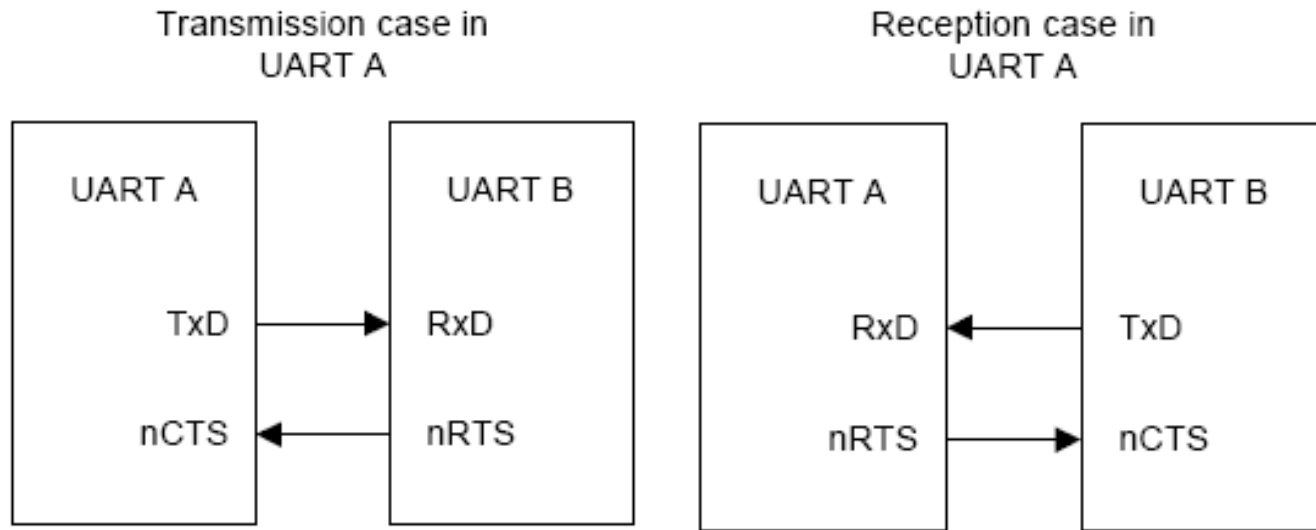 Transmission case in
UART A
UART A
UART B
TxD
RxD
nCTS
nRTS
Reception case in
UART A
UART A
UART B
RxD
TxD
nRTS
nCTS